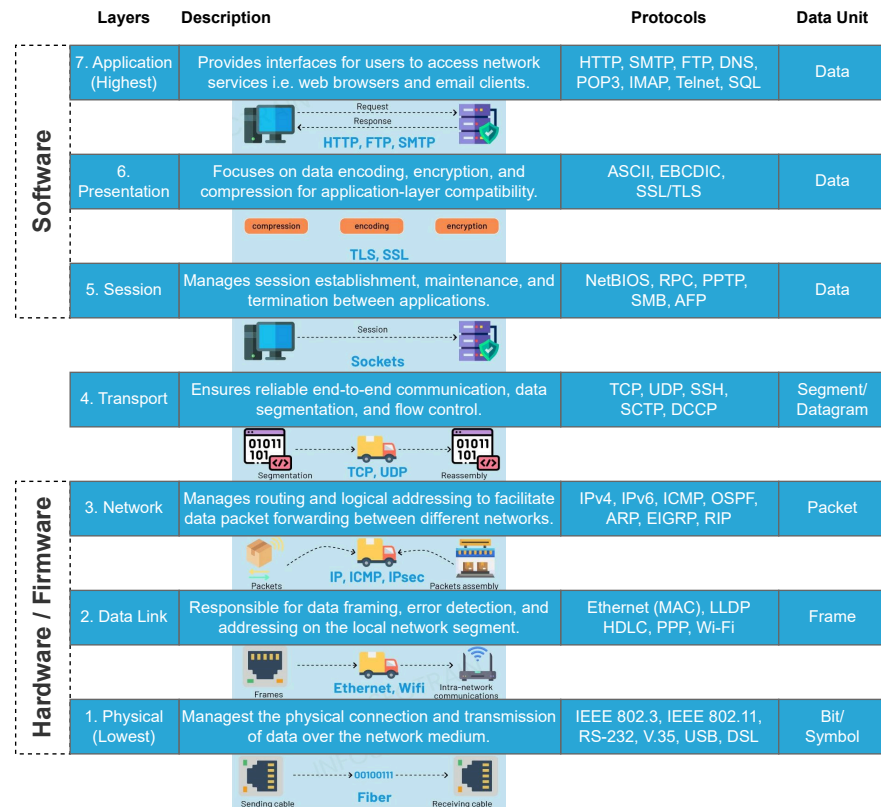 Layers Description Protocols Data Unit
Software
7. Application
(Highest)
Provides interfaces for users to access network
services i.e. web browsers and email clients.
HTTP, SMTP, FTP, DNS,
POP3, IMAP, Telnet, SQL
Data
Request
Response
HTTP, FTP, SMTP
6.
Presentation
Focuses on data encoding, encryption, and
compression for application-layer compatibility.
ASCII, EBCDIC,
SSL/TLS
Data
compression encoding encryption
TLS, SSL
5. Session
Manages session establishment, maintenance, and
termination between applications.
NetBIOS, RPC, PPTP,
SMB, AFP
Data
Session
Sockets
4. Transport
Ensures reliable end-to-end communication, data
segmentation, and flow control.
TCP, UDP, SSH,
SCTP, DCCP
Segment/
Datagram
01011
101
</>
01011
101
</>
Segmentation TCP, UDP Reassembly
Hardware / Firmware
3. Network
Manages routing and logical addressing to facilitate
data packet forwarding between different networks.
IPv4, IPv6, ICMP, OSPF,
ARP, EIGRP, RIP
Packet
IP, ICMP, IPsec
Packets Packets assembly
2. Data Link
Responsible for data framing, error detection, and
addressing on the local network segment.
Ethernet (MAC), LLDP
HDLC, PPP, Wi-Fi
Frame
Ethernet, Wifi
Frames
Intra-network
communications
1. Physical
(Lowest)
Managest the physical connection and transmission
of data over the network medium.
IEEE 802.3, IEEE 802.11,
RS-232, V.35, USB, DSL
Bit/
Symbol
00100111
Fiber
Sending cable Receiving cable